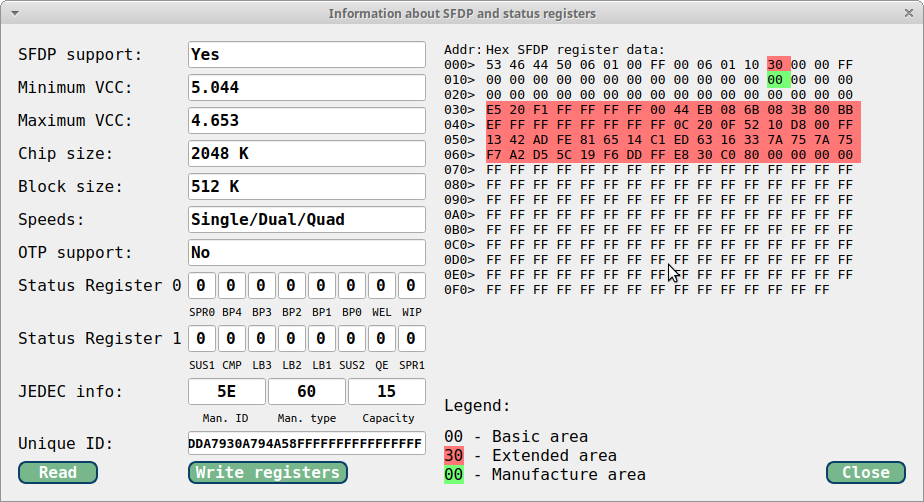 Information about SFDP and status registers
SFDP support: Yes
Minimum VCC: 5.044
Maximum VCC: 4.653
Chip size: 2048 K
Block size: 512 K
Speeds: Single/Dual/Quad
OTP support: No
Status Register 0 0 0 0 0 0 0 0 0
SPR0 BP4 BP3 BP2 BP1 BP0 WEL WIP
Status Register 1 0 0 0 0 0 0 0 0
SUS1 CMP LB3 LB2 LB1 SUS2 QE SPR1
JEDEC info: 5E 60 15
Man. ID Man. type Capacity
Unique ID: DDA7930A794A58FFFFFFFFFFFFFFFF
Read Write registers
Addr: Hex SFDP register data:
000> 53 46 44 50 06 01 00 FF 00 06 01 10 30 00 00 FF
010> 00 00 00 00 00 00 00 00 00 00 00 00 00 00 00 00
020> 00 00 00 00 00 00 00 00 00 00 00 00 00 00 00 00
030> E5 20 F1 FF FF FF FF 00 44 EB 08 6B 08 3B 80 BB
040> EF FF FF FF FF FF FF FF 0C 20 0F 52 10 D8 00 FF
050> 13 42 AD FE 81 65 14 C1 ED 63 16 33 7A 75 7A 75
060> F7 A2 D5 5C 19 F6 DD FF E8 30 C0 80 00 00 00 00
070> FF FF FF FF FF FF FF FF FF FF FF FF FF FF FF FF
080> FF FF FF FF FF FF FF FF FF FF FF FF FF FF FF FF
090> FF FF FF FF FF FF FF FF FF FF FF FF FF FF FF FF
0A0> FF FF FF FF FF FF FF FF FF FF FF FF FF FF FF FF
0B0> FF FF FF FF FF FF FF FF FF FF FF FF FF FF FF FF
0C0> FF FF FF FF FF FF FF FF FF FF FF FF FF FF FF FF
0D0> FF FF FF FF FF FF FF FF FF FF FF FF FF FF FF FF
0E0> FF FF FF FF FF FF FF FF FF FF FF FF FF FF FF FF
0F0> FF FF FF FF FF FF FF FF FF FF FF FF FF FF FF
Legend:
00 - Basic area
30 - Extended area
00 - Manufacture area
Close